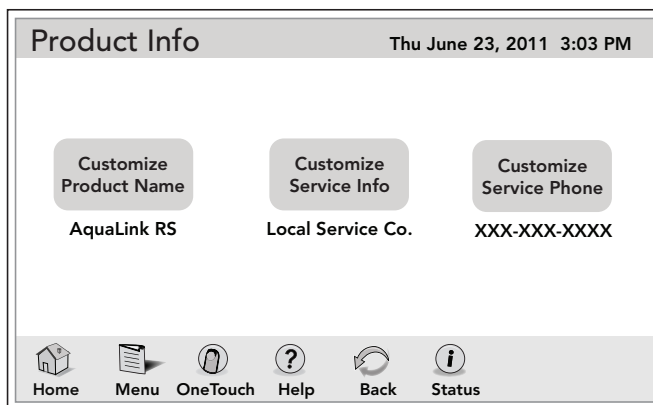 Product Info
Thu June 23, 2011 3:03 PM
Customize
Product Name
Customize
Service Info
Customize
Service Phone
AquaLink RS
Local Service Co.
XXX-XXX-XXXX
?
i
Home
Menu
OneTouch
Help
Back
Status